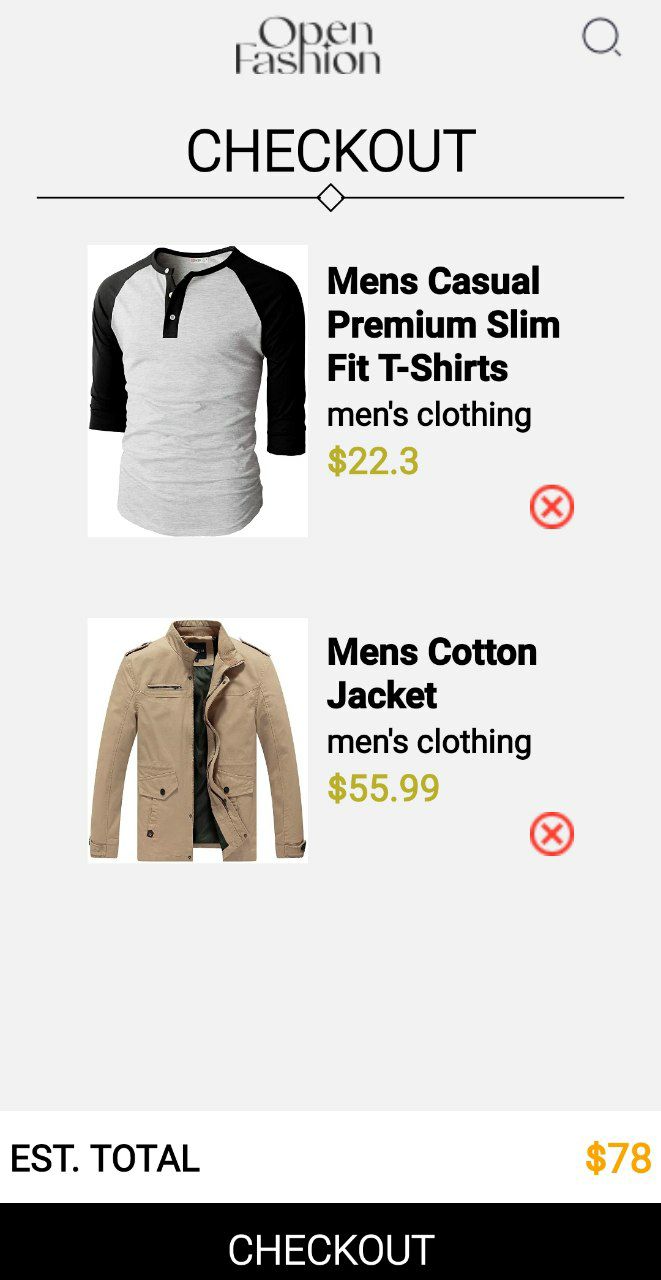 Open
Fashion
CHECKOUT
Mens Casual
Premium Slim
Fit T-Shirts
men's clothing
$22.3
Mens Cotton
Jacket
men's clothing
$55.99
EST. TOTAL $78
CHECKOUT